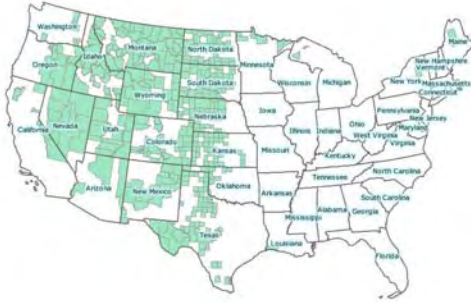 Washington
Maine
Montana
North Dakota
Minnesota
Oregon
Idaho
New Hampshire
Vermont
South Dakota
Wisconsin
Michigan
New York
Massachusetts
Wyoming
Connecticut
Iowa
Nebraska
Pennsylvania
New Jersey
Nevada
Utah
Illinois
Indiana
Ohio
Maryland
California
Colorado
Kansas
Missouri
West Virginia
Virginia
Kentucky
Arizona
New Mexico
Oklahoma
Arkansas
Tennessee
North Carolina
South Carolina
Texas
Mississippi
Alabama
Georgia
Louisiana
Florida